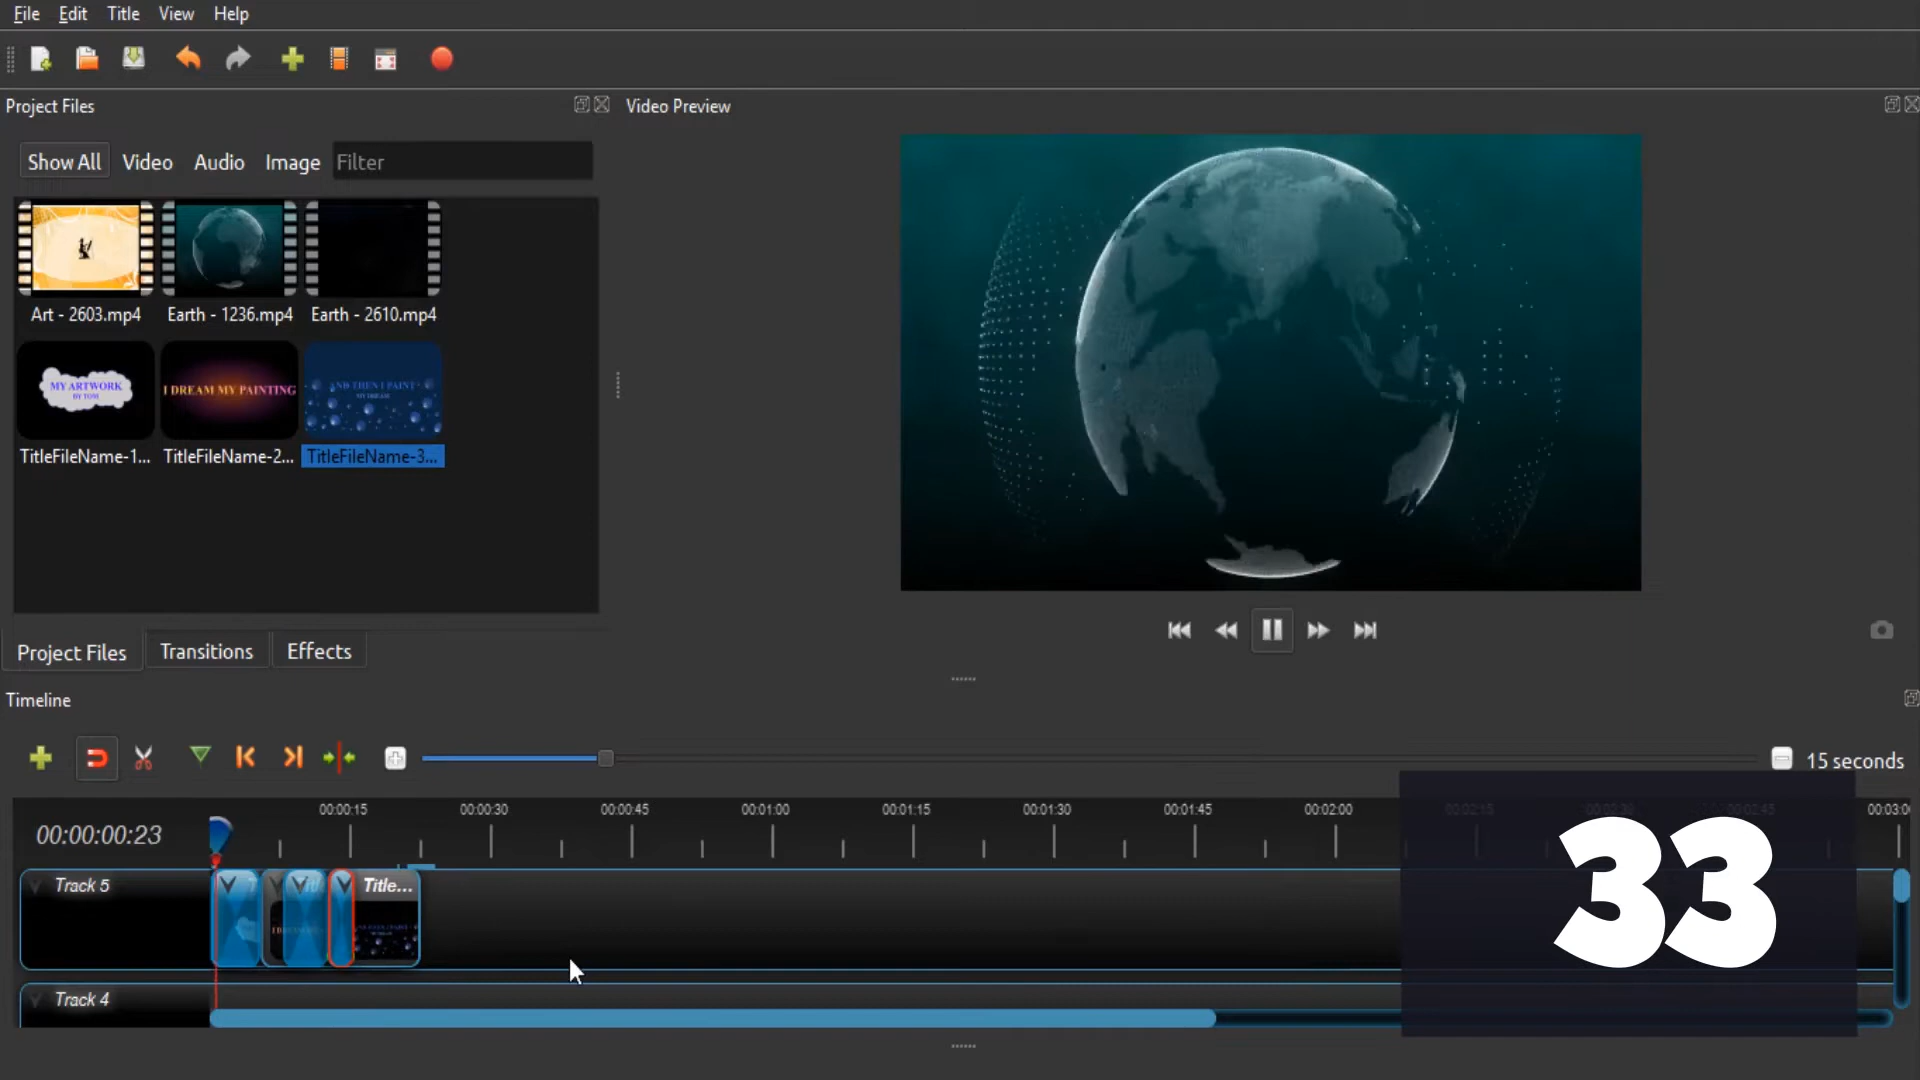 File Edit Title View Help
Project Files
Video Preview
Show All Video Audio Image Filter
Art - 2603.mp4 Earth - 1236.mp4 Earth - 2610.mp4
MY ARTWORK
BY TOM
I DREAM MY PAINTING
AND THEN I PAINT
MY DREAM
TitleFileName-1... TitleFileName-2... TitleFileName-3...
Project Files Transitions Effects
Timeline
15 seconds
00:00:00:23
00:00:15 00:00:30 00:00:45 00:01:00 00:01:15 00:01:30 00:01:45 00:02:00 00:02:15 00:02:30 00:02:45 00:03:0
Track 5
Title...
33
Track 4